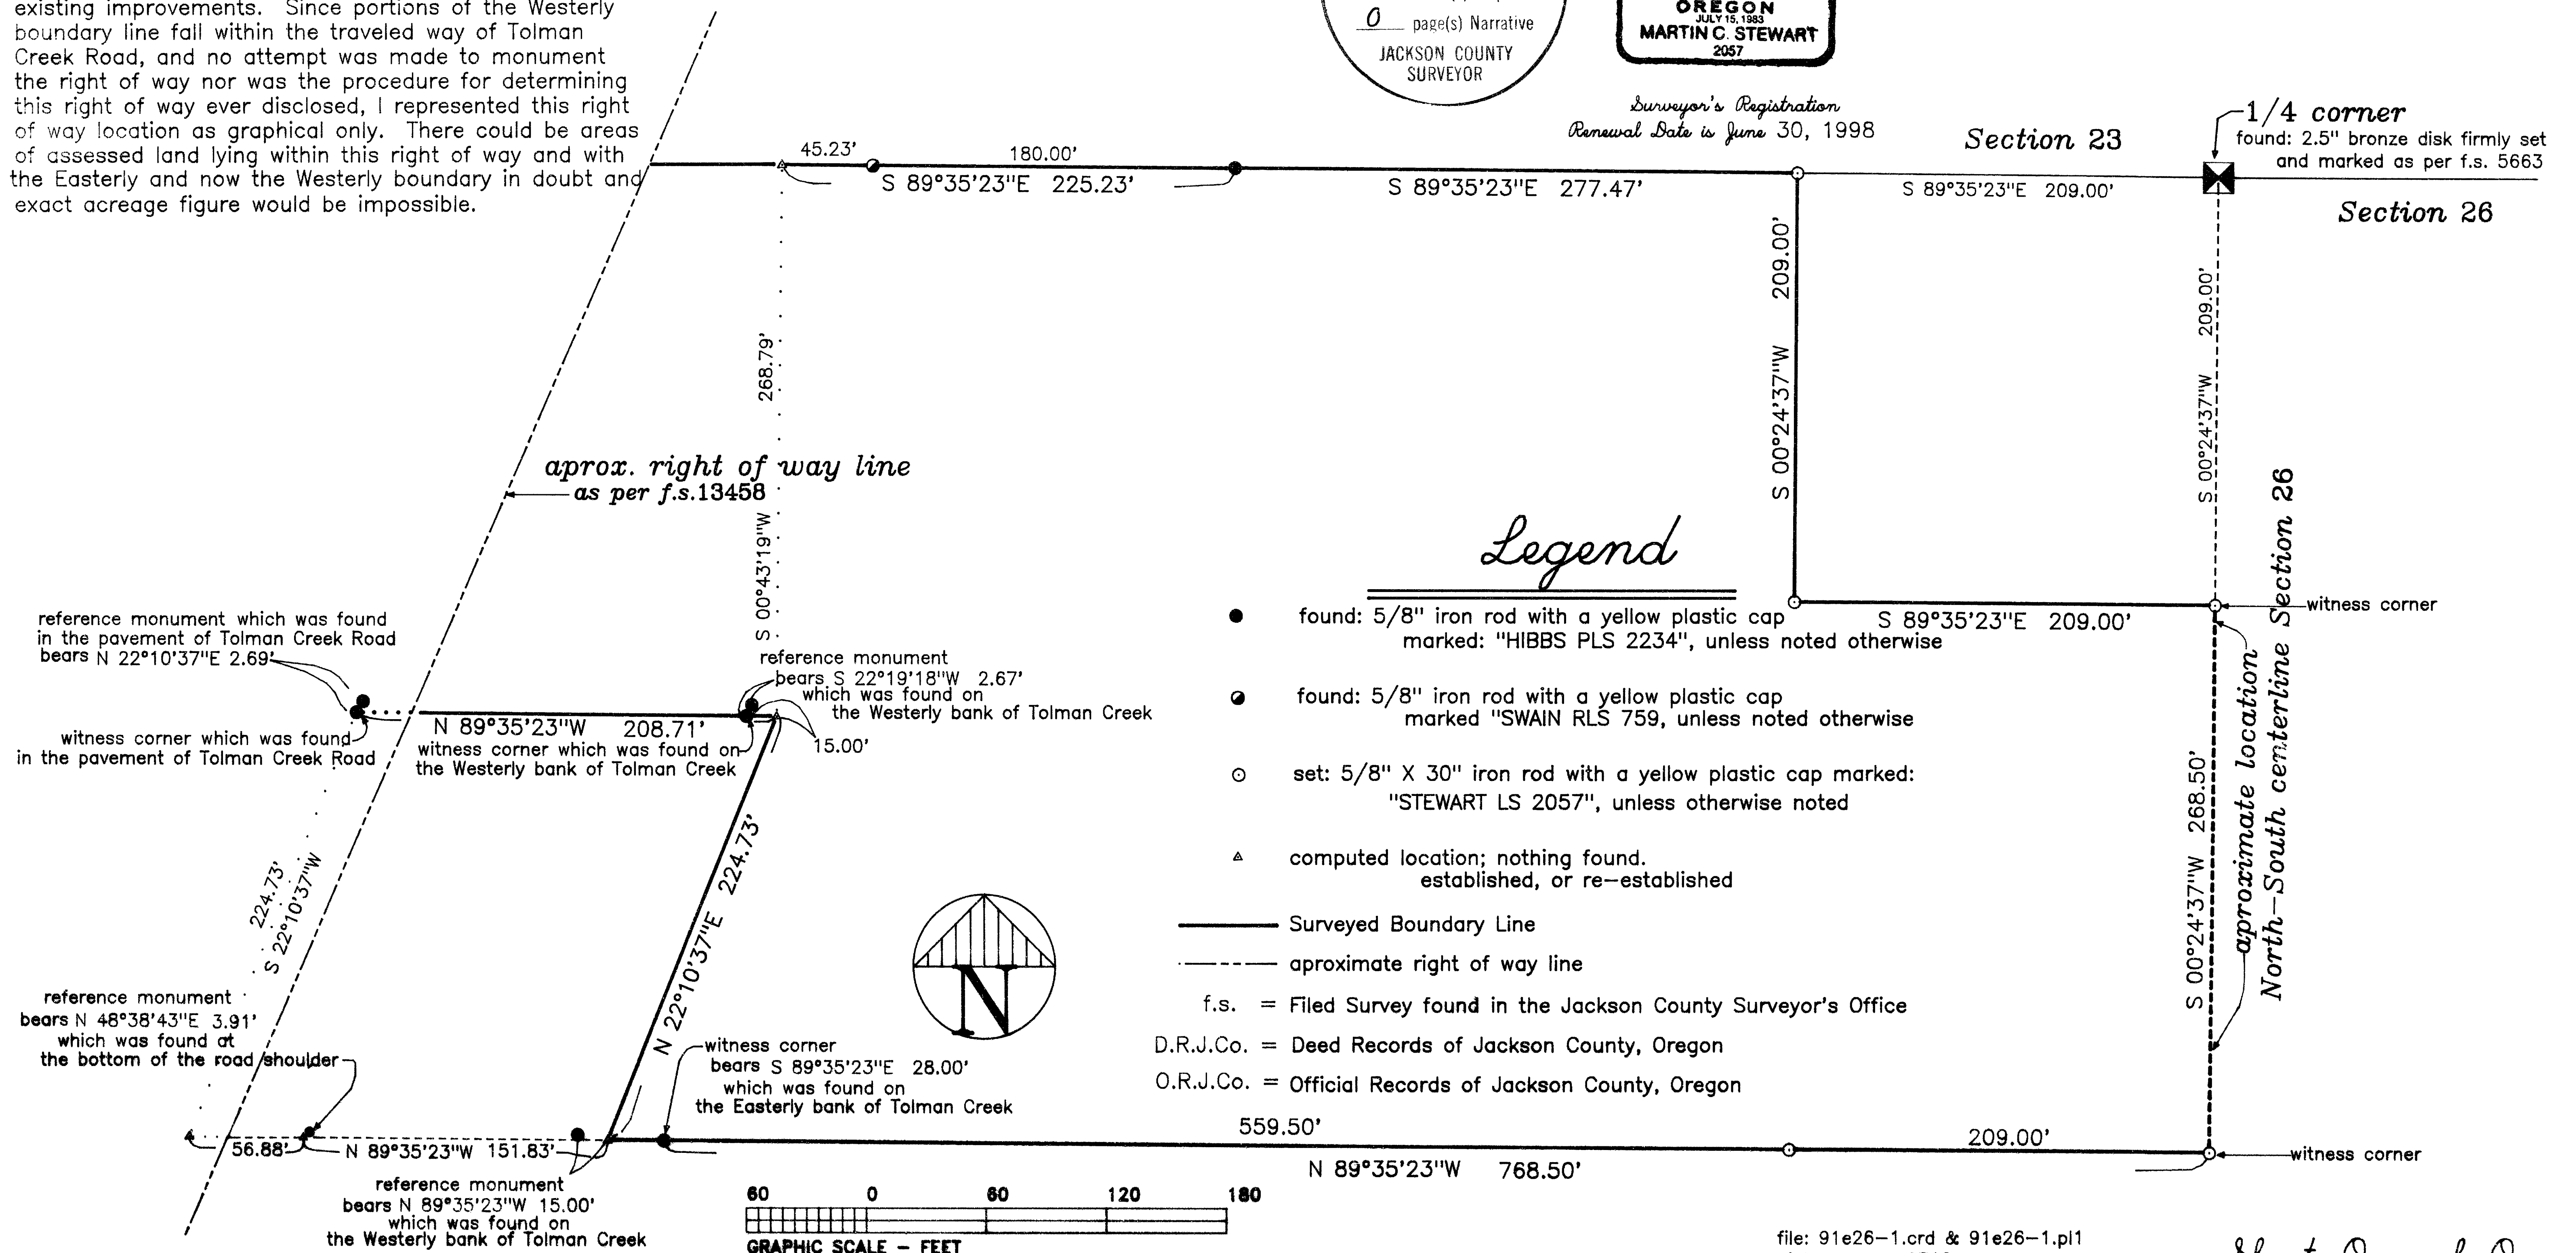 existing improvements. Since portions of the Westerly
boundary line fall within the traveled way of Tolman
Creek Road, and no attempt was made to monument
the right of way nor was the procedure for determining
this right of way ever disclosed, I represented this right
of way location as graphical only. There could be areas
of assessed land lying within this right of way and with
the Easterly and now the Westerly boundary in doubt and
exact acreage figure would be impossible.
0 page(s) Narrative
JACKSON COUNTY
SURVEYOR
OREGON
JULY 15, 1983
MARTIN C. STEWART
2057
Surveyor's Registration
Renewal Date is June 30, 1998
Section 23
1/4 corner
found: 2.5" bronze disk firmly set
and marked as per f.s. 5663
Section 26
45.23'
180.00'
S 89°35'23"E 225.23'
S 89°35'23"E 277.47'
S 89°35'23"E 209.00'
S 00°24'37"W 209.00'
S 00°24'37"W 209.00'
S 00°43'19"W 268.79'
aprox. right of way line
as per f.s.13458
S 89°35'23"E 209.00'
witness corner
approximate location
North-South centerline Section 26
S 00°24'37"W 268.50'
reference monument which was found
in the pavement of Tolman Creek Road
bears N 22°10'37"E 2.69'
witness corner which was found
in the pavement of Tolman Creek Road
N 89°35'23"W 208.71'
witness corner which was found on
the Westerly bank of Tolman Creek
reference monument
bears S 22°19'18"W 2.67'
which was found on
the Westerly bank of Tolman Creek
15.00'
N 22°10'37"E 224.73'
224.73'
S 22°10'37"W
reference monument
bears N 48°38'43"E 3.91'
which was found at
the bottom of the road shoulder
56.88'
N 89°35'23"W 151.83'
reference monument
bears N 89°35'23"W 15.00'
which was found on
the Westerly bank of Tolman Creek
witness corner
bears S 89°35'23"E 28.00'
which was found on
the Easterly bank of Tolman Creek
559.50'
209.00'
N 89°35'23"W 768.50'
witness corner
N
Legend
found: 5/8" iron rod with a yellow plastic cap
marked: "HIBBS PLS 2234", unless noted otherwise
found: 5/8" iron rod with a yellow plastic cap
marked "SWAIN RLS 759, unless noted otherwise
set: 5/8" X 30" iron rod with a yellow plastic cap marked:
"STEWART LS 2057", unless otherwise noted
computed location; nothing found.
established, or re-established
Surveyed Boundary Line
aproximate right of way line
f.s. = Filed Survey found in the Jackson County Surveyor's Office
D.R.J.Co. = Deed Records of Jackson County, Oregon
O.R.J.Co. = Official Records of Jackson County, Oregon
60 0 60 120 180
GRAPHIC SCALE - FEET
file: 91e26-1.crd & 91e26-1.pl1